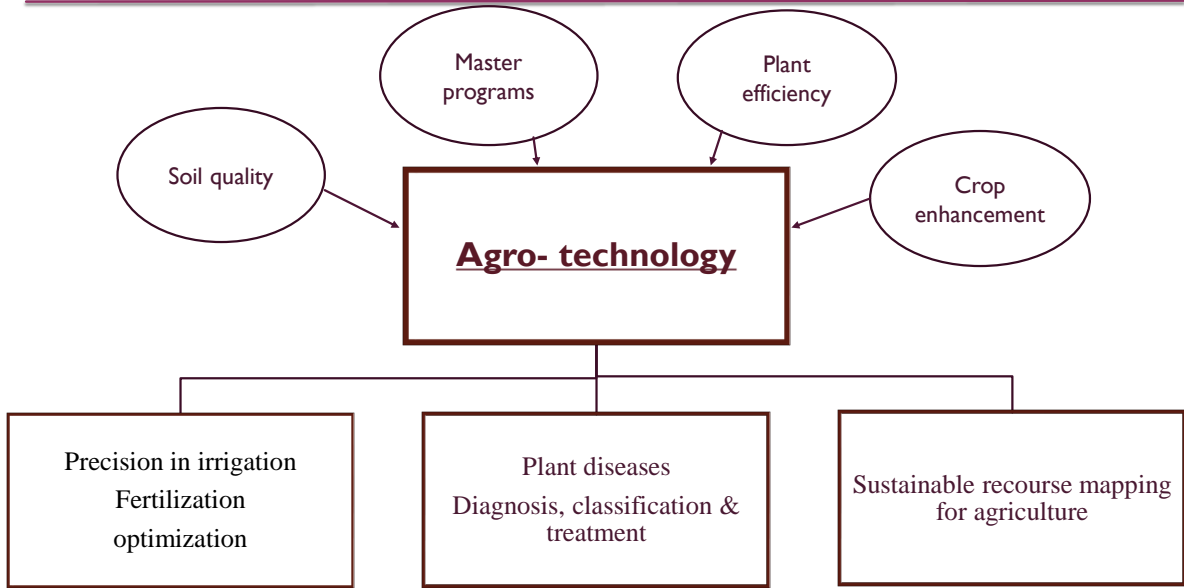 Master
programs
Plant
efficiency
Soil quality
Crop
enhancement
Agro- technology
Precision in irrigation
Fertilization
optimization
Plant diseases
Diagnosis, classification &
treatment
Sustainable recourse mapping
for agriculture